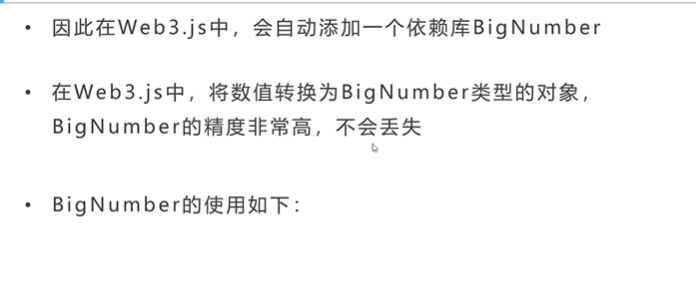 • 因此在Web3.js中，会自动添加一个依赖库BigNumber
• 在Web3.js中，将数值转换为BigNumber类型的对象，
BigNumber的精度非常高，不会丢失
• BigNumber的使用如下：